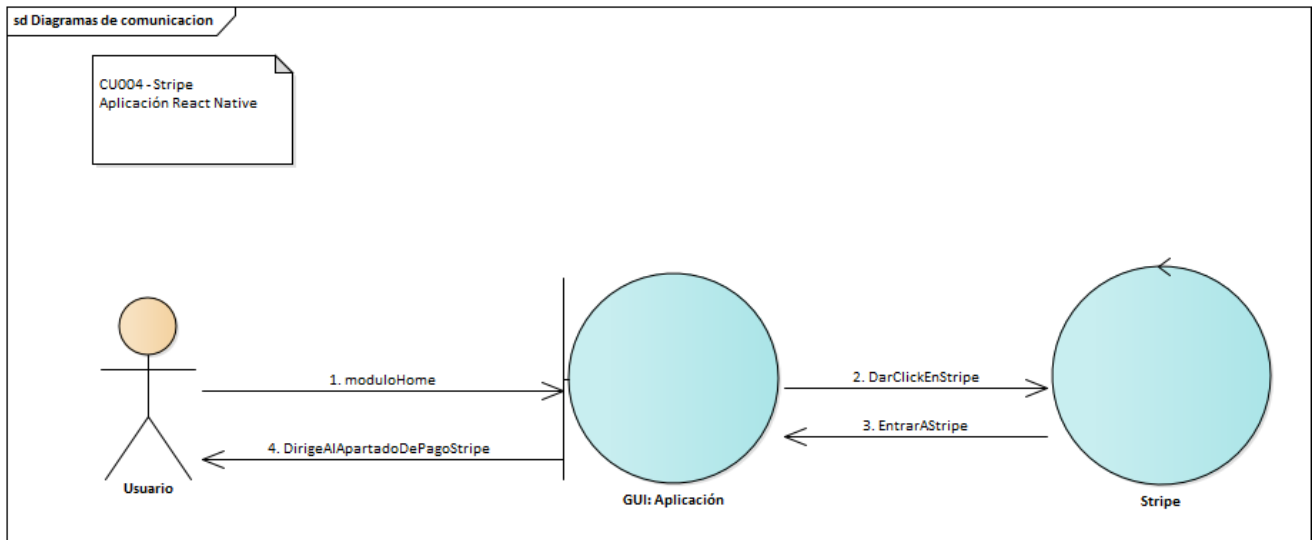 sd Diagramas de comunicacion
CU004 - Stripe
Aplicación React Native
1. moduloHome
2. DarClickEnStripe
3. EntrarAStripe
4. DirigeAlApartadoDePagoStripe
Usuario
GUI: Aplicación
Stripe